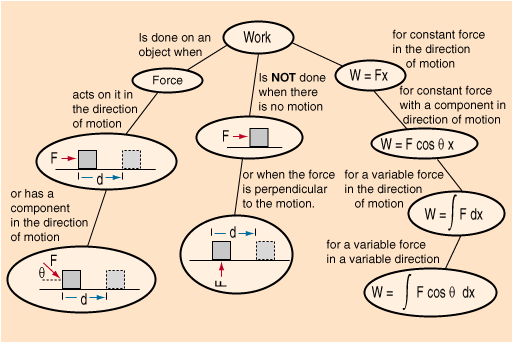 Work
Is done on an
object when
Force
acts on it in
the direction
of motion
F
d
or has a
component
in the direction
of motion
F
θ
d
Is NOT done
when there
is no motion
F
or when the force
is perpendicular
to the motion.
d
F
for constant force
in the direction
of motion
W = Fx
for constant force
with a component in
direction of motion
W = F cos θ x
for a variable force
in the direction
of motion
W = ∫ F dx
for a variable force
in a variable direction
W = ∫ F cos θ dx